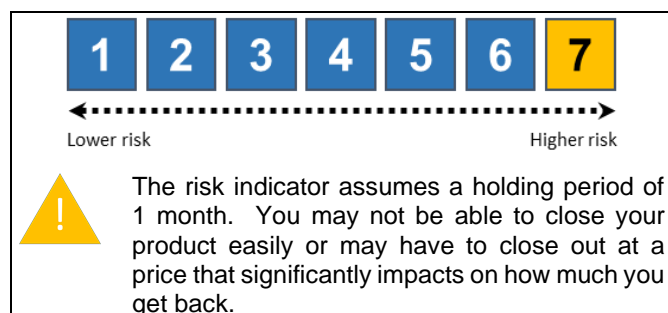 1 2 3 4 5 6 7
Lower risk Higher risk
!
The risk indicator assumes a holding period of
1 month. You may not be able to close your
product easily or may have to close out at a
price that significantly impacts on how much you
get back.